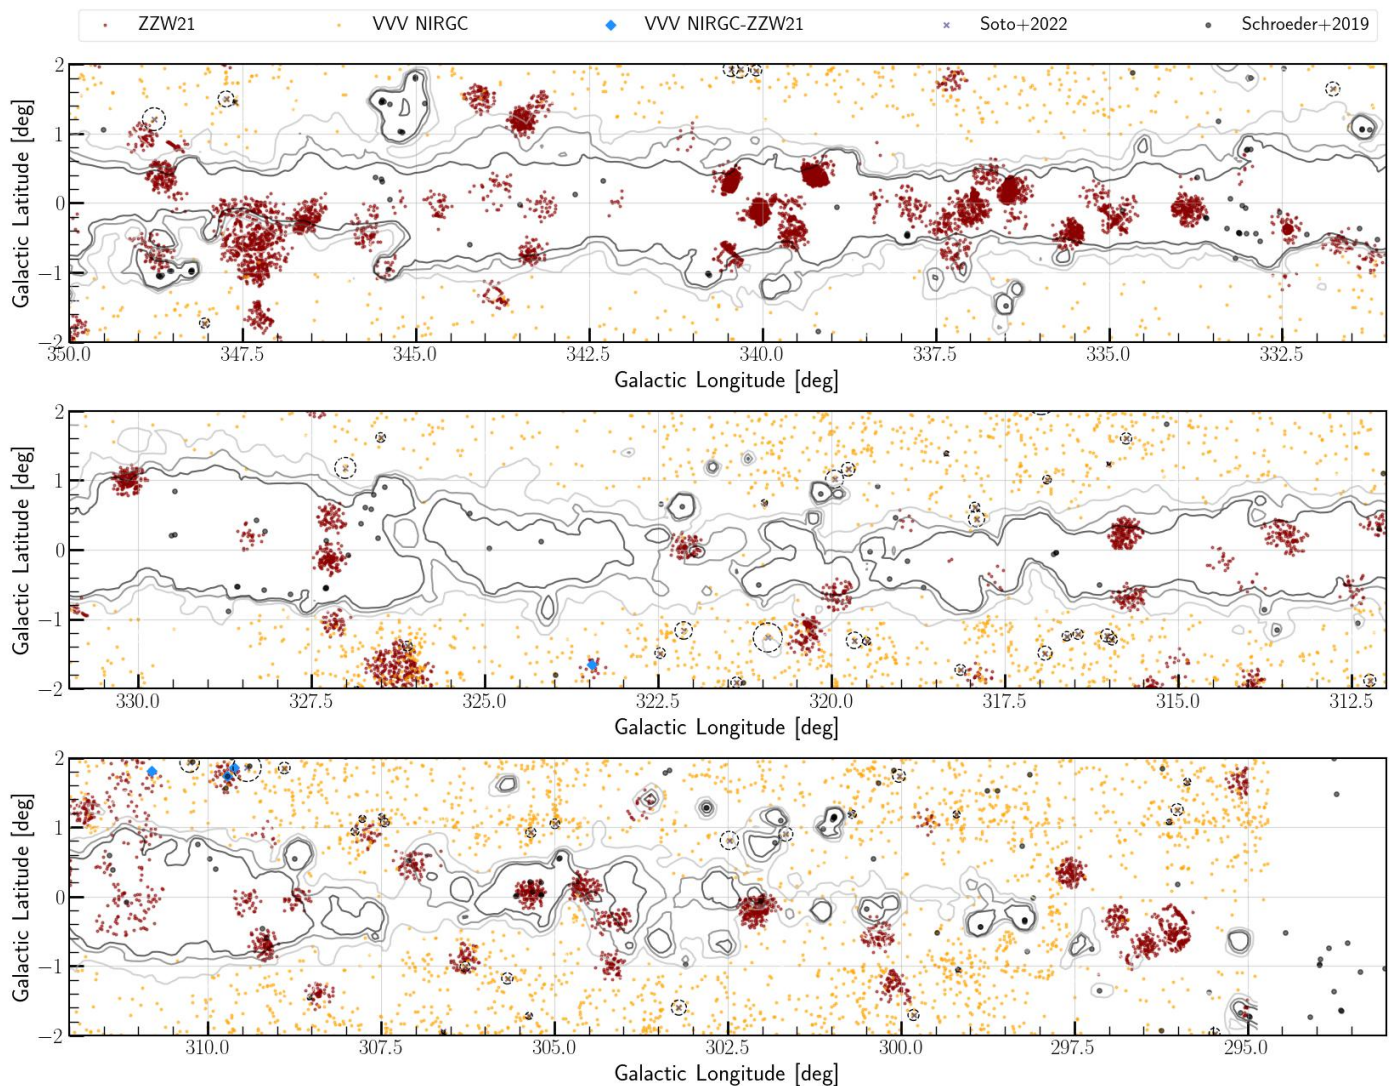 ZZW21 VVV NIRGC VVV NIRGC-ZZW21 Soto+2022 Schroeder+2019
Galactic Latitude [deg]
2
1
0
−1
−2
350.0 347.5 345.0 342.5 340.0 337.5 335.0 332.5
Galactic Longitude [deg]
Galactic Latitude [deg]
2
1
0
−1
−2
330.0 327.5 325.0 322.5 320.0 317.5 315.0 312.5
Galactic Longitude [deg]
Galactic Latitude [deg]
2
1
0
−1
−2
310.0 307.5 305.0 302.5 300.0 297.5 295.0
Galactic Longitude [deg]